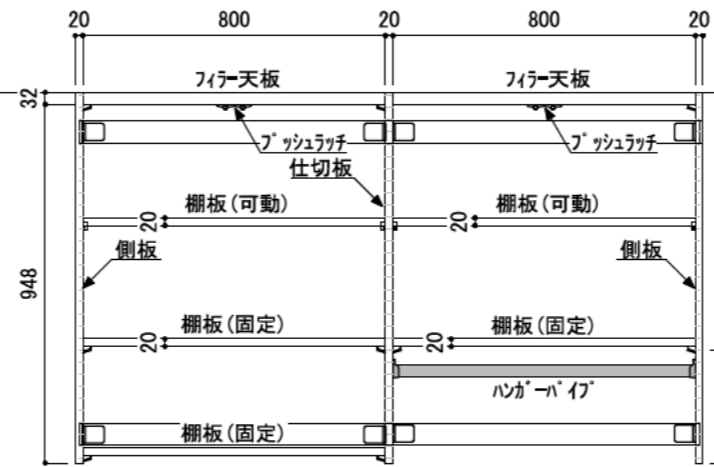 20 800 20 800 20
フィラー天板 フィラー天板
32
プッシュラッチ プッシュラッチ
仕切板
棚板(可動) 棚板(可動)
20 20
側板 側板
948
棚板(固定) 棚板(固定)
20 20
ハンガーパイプ
棚板(固定)